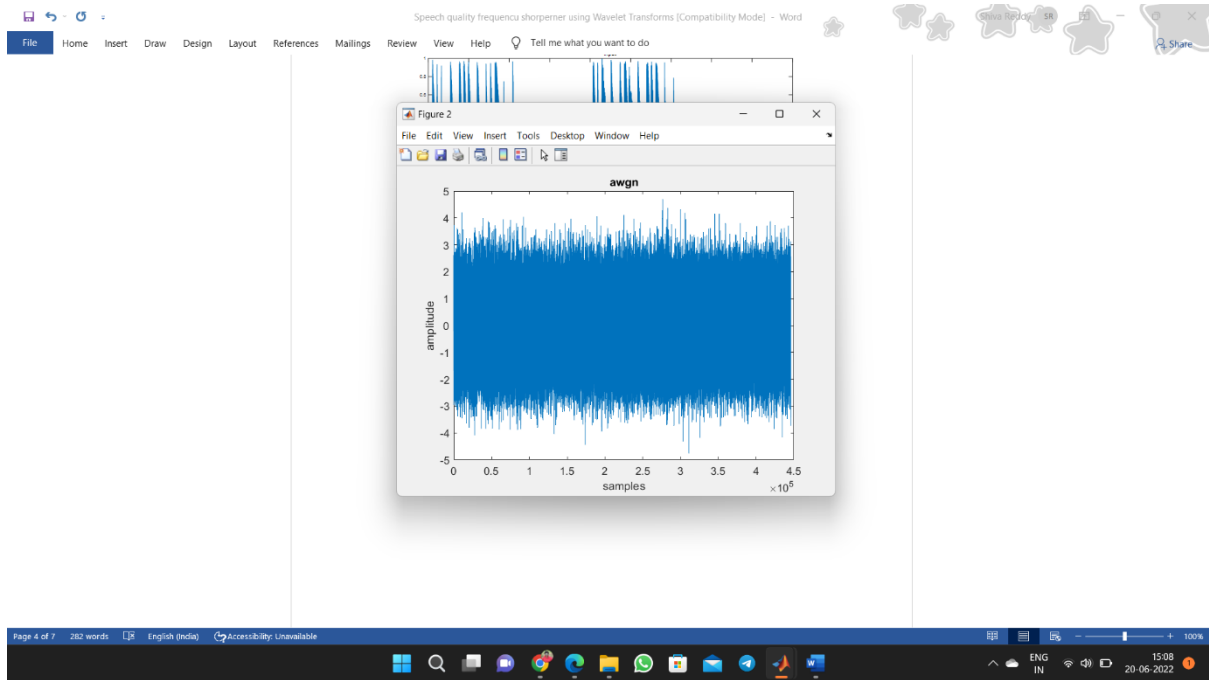 Speech quality frequencu shorperner using Wavelet Transforms [Compatibility Mode] - Word
Shiva Reddy SR
File Home Insert Draw Design Layout References Mailings Review View Help Tell me what you want to do Share
Figure 2
File Edit View Insert Tools Desktop Window Help
awgn
5
4
3
2
1
0
-1
-2
-3
-4
-5
amplitude
0 0.5 1 1.5 2 2.5 3 3.5 4 4.5
samples ×10⁵
Page 4 of 7 282 words English (India) Accessibility: Unavailable 100%
ENG 15:08
IN 20-06-2022 1